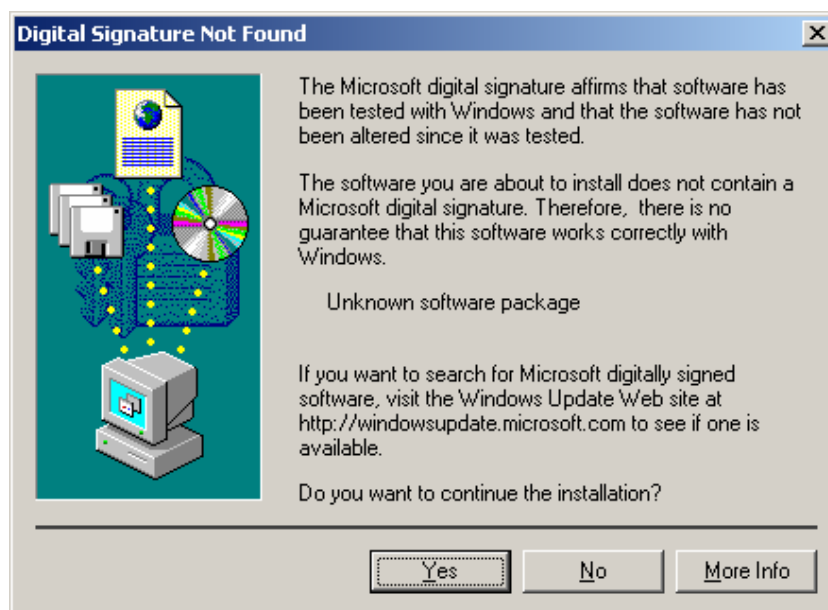 Digital Signature Not Found
The Microsoft digital signature affirms that software has
been tested with Windows and that the software has not
been altered since it was tested.
The software you are about to install does not contain a
Microsoft digital signature. Therefore,  there is no
guarantee that this software works correctly with
Windows.
Unknown software package
If you want to search for Microsoft digitally signed
software, visit the Windows Update Web site at
http://windowsupdate.microsoft.com to see if one is
available.
Do you want to continue the installation?
Yes
No
More Info